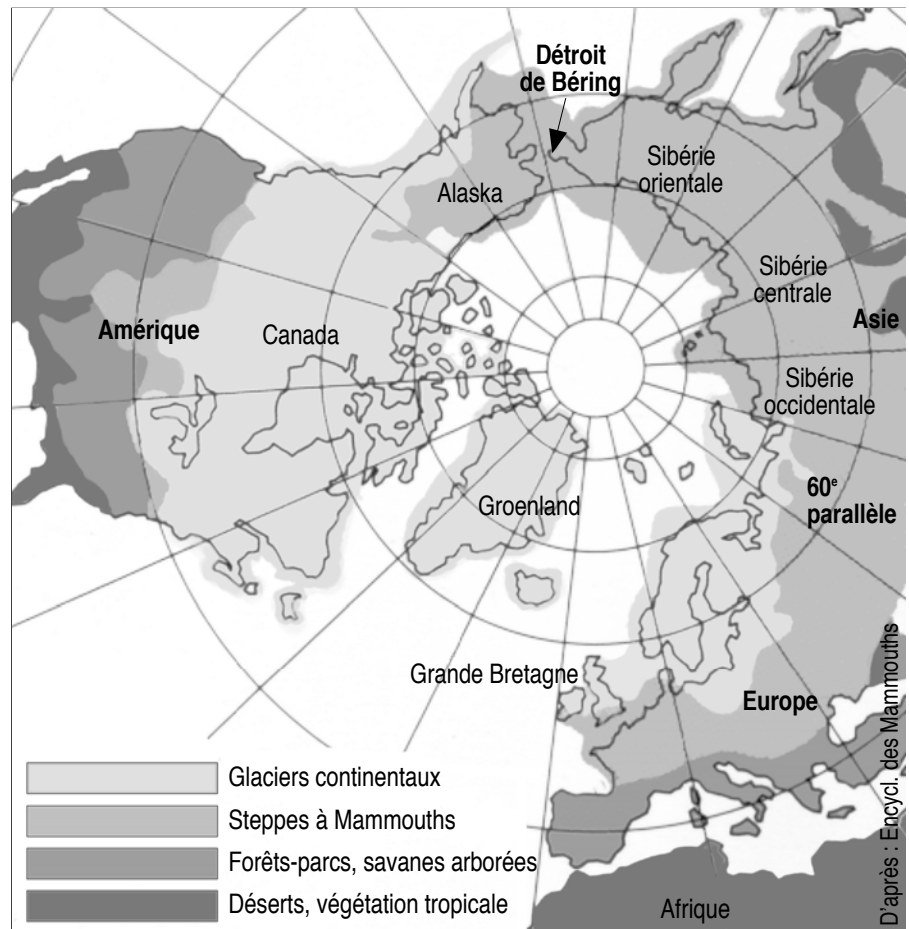 Détroit
de Béring
Sibérie
orientale
Alaska
Sibérie
centrale
Amérique
Canada
Asie
Sibérie
occidentale
60e
parallèle
Groenland
Grande Bretagne
Europe
Glaciers continentaux
Steppes à Mammouths
Forêts-parcs, savanes arborées
Déserts, végétation tropicale
Afrique
D'après : Encycl. des Mammouths